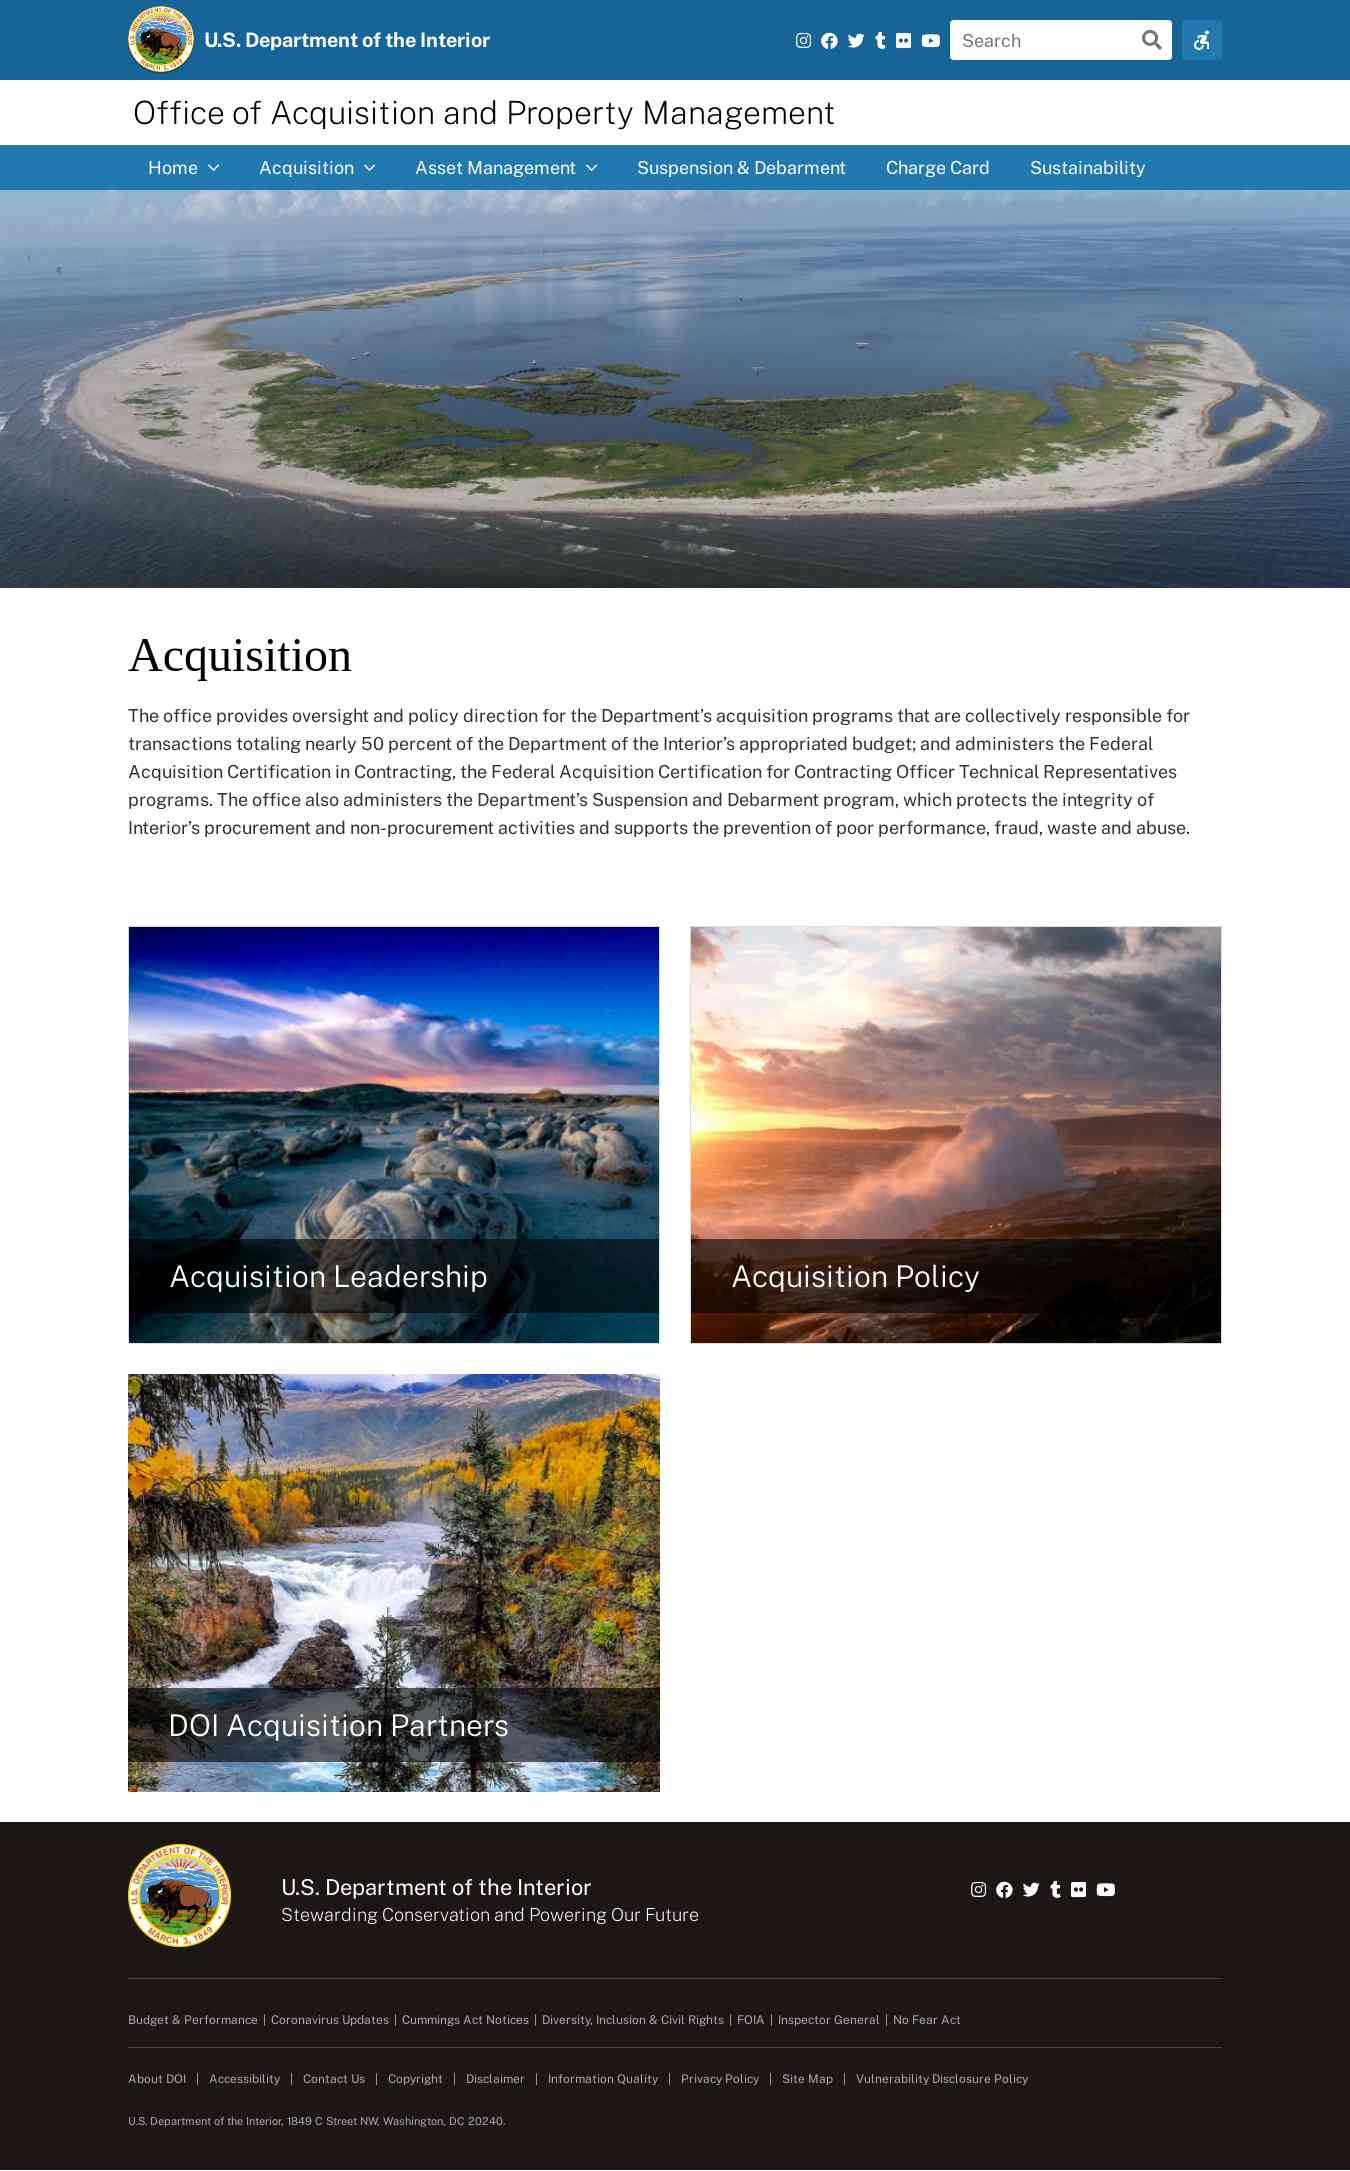 U.S. Department of the Interior
Search
Office of Acquisition and Property Management
Home Acquisition Asset Management Suspension & Debarment Charge Card Sustainability
Acquisition
The office provides oversight and policy direction for the Department’s acquisition programs that are collectively responsible for
transactions totaling nearly 50 percent of the Department of the Interior’s appropriated budget; and administers the Federal
Acquisition Certification in Contracting, the Federal Acquisition Certification for Contracting Officer Technical Representatives
programs. The office also administers the Department’s Suspension and Debarment program, which protects the integrity of
Interior’s procurement and non-procurement activities and supports the prevention of poor performance, fraud, waste and abuse.
Acquisition Leadership
Acquisition Policy
DOI Acquisition Partners
U.S. DEPARTMENT OF THE INTERIOR
MARCH 3, 1849
U.S. Department of the Interior
Stewarding Conservation and Powering Our Future
Budget & Performance | Coronavirus Updates | Cummings Act Notices | Diversity, Inclusion & Civil Rights | FOIA | Inspector General | No Fear Act
About DOI | Accessibility | Contact Us | Copyright | Disclaimer | Information Quality | Privacy Policy | Site Map | Vulnerability Disclosure Policy
U.S. Department of the Interior, 1849 C Street NW, Washington, DC 20240.